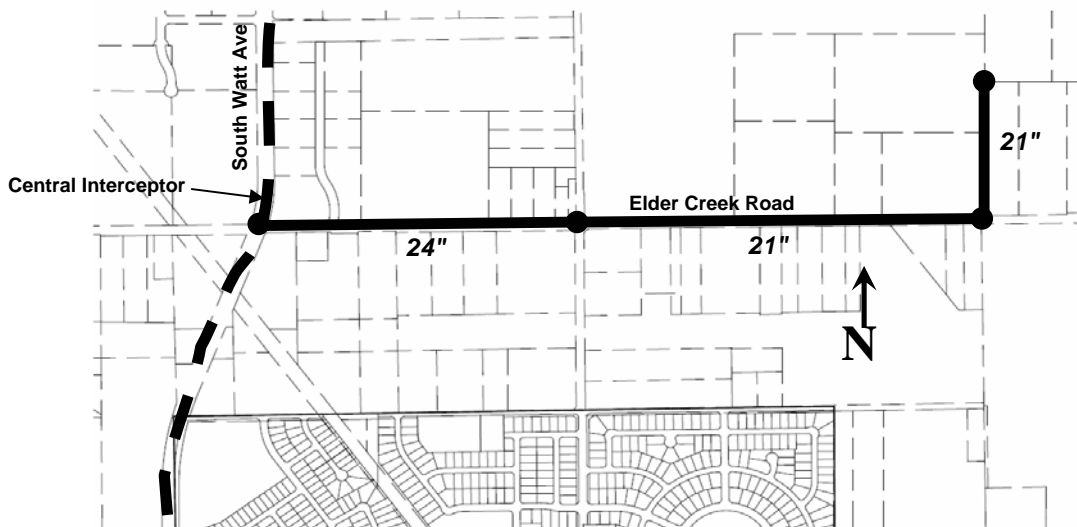 South Watt Ave
21"
Central Interceptor
Elder Creek Road
24"
21"
N